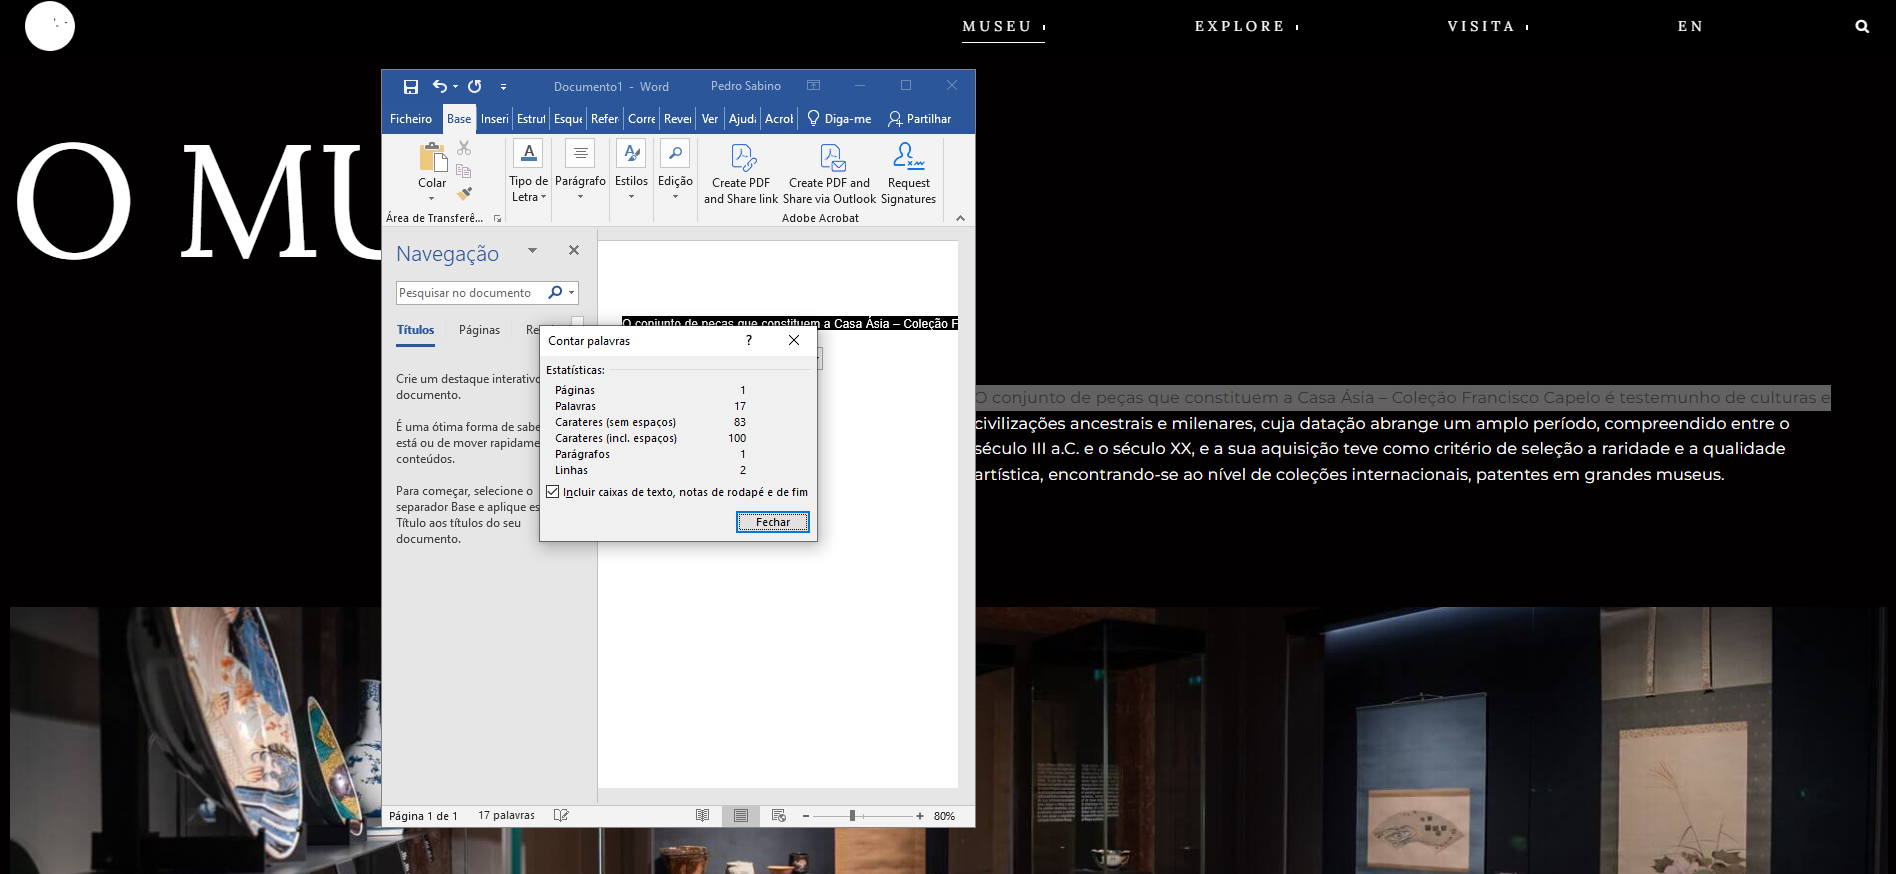 MUSEU
EXPLORE
VISITA
EN
O MU
Documento1 - Word
Pedro Sabino
Ficheiro
Base
Inseri
Estrut
Esque
Refer
Corre
Rever
Ver
Ajuda
Acrob
Diga-me
Partilhar
Colar
Tipo de
Letra
Parágrafo
Estilos
Edição
Create PDF
and Share link
Create PDF and
Share via Outlook
Request
Signatures
Área de Transferê...
Adobe Acrobat
Navegação
Pesquisar no documento
Títulos
Páginas
Re
Crie um destaque interativo
documento.
É uma ótima forma de sabe
está ou de mover rapidame
conteúdos.
Para começar, selecione o
separador Base e aplique es
Título aos títulos do seu
documento.
O conjunto de peças que constituem a Casa Ásia – Coleção F
Contar palavras
?
Estatísticas:
Páginas 1
Palavras 17
Carateres (sem espaços) 83
Carateres (incl. espaços) 100
Parágrafos 1
Linhas 2
Incluir caixas de texto, notas de rodapé e de fim
Fechar
O conjunto de peças que constituem a Casa Ásia – Coleção Francisco Capelo é testemunho de culturas e
civilizações ancestrais e milenares, cuja datação abrange um amplo período, compreendido entre o
século III a.C. e o século XX, e a sua aquisição teve como critério de seleção a raridade e a qualidade
artística, encontrando-se ao nível de coleções internacionais, patentes em grandes museus.
Página 1 de 1
17 palavras
80%